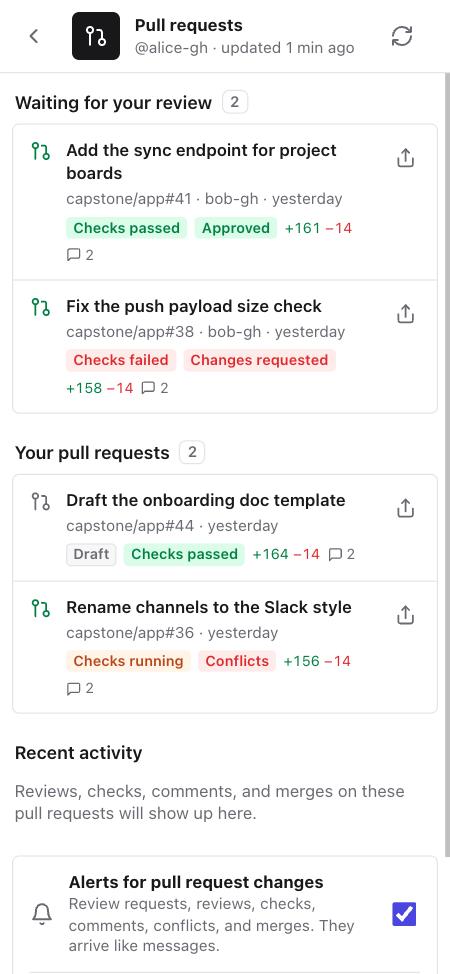 Pull requests
@alice-gh · updated 1 min ago
Waiting for your review 2
Add the sync endpoint for project
boards
capstone/app#41 · bob-gh · yesterday
Checks passed Approved +161 −14
2
Fix the push payload size check
capstone/app#38 · bob-gh · yesterday
Checks failed Changes requested
+158 −14 2
Your pull requests 2
Draft the onboarding doc template
capstone/app#44 · yesterday
Draft Checks passed +164 −14 2
Rename channels to the Slack style
capstone/app#36 · yesterday
Checks running Conflicts +156 −14
2
Recent activity
Reviews, checks, comments, and merges on these
pull requests will show up here.
Alerts for pull request changes
Review requests, reviews, checks,
comments, conflicts, and merges. They
arrive like messages.